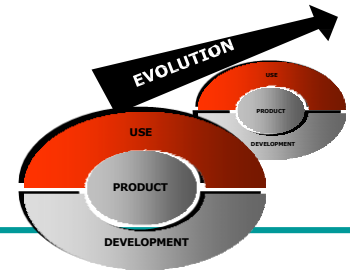 EVOLUTION
USE
PRODUCT
DEVELOPMENT
USE
PRODUCT
DEVELOPMENT